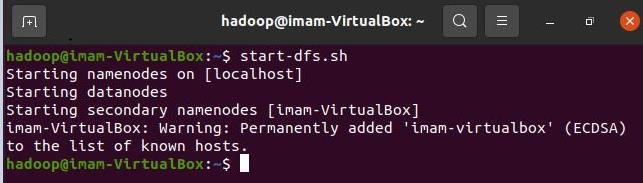 hadoop@imam-VirtualBox: ~
hadoop@imam-VirtualBox:~$ start-dfs.sh
Starting namenodes on [localhost]
Starting datanodes
Starting secondary namenodes [imam-VirtualBox]
imam-VirtualBox: Warning: Permanently added 'imam-virtualbox' (ECDSA)
to the list of known hosts.
hadoop@imam-VirtualBox:~$